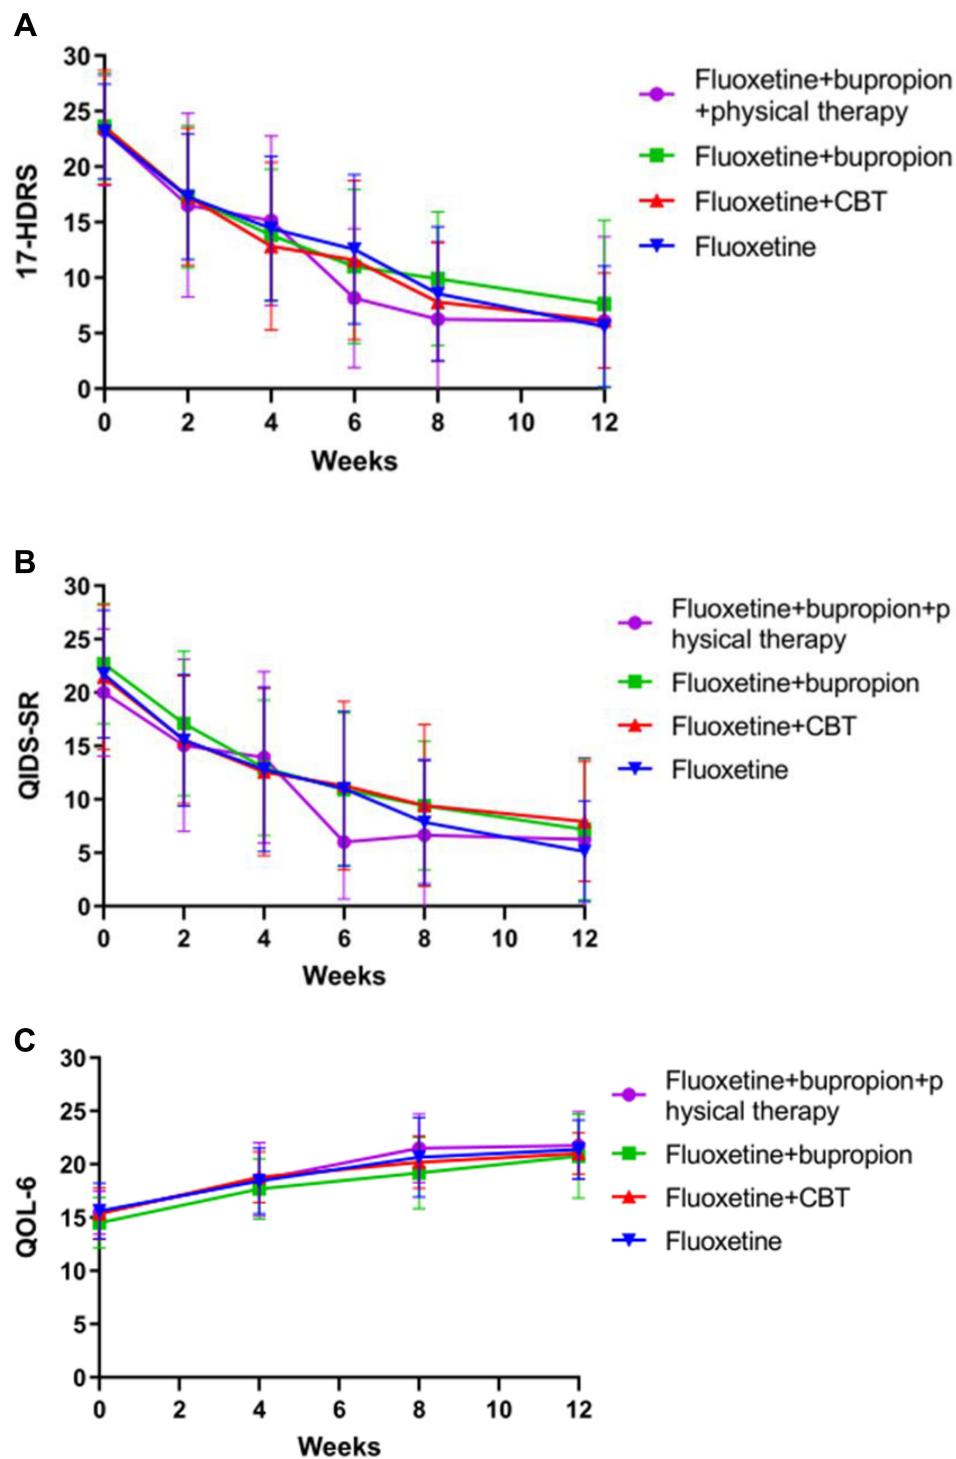 A
30
25
20
15
10
5
0
17-HDRS
0 2 4 6 8 10 12
Weeks
Fluoxetine+bupropion
+physical therapy
Fluoxetine+bupropion
Fluoxetine+CBT
Fluoxetine
B
30
25
20
15
10
5
0
QIDS-SR
0 2 4 6 8 10 12
Weeks
Fluoxetine+bupropion+p
hysical therapy
Fluoxetine+bupropion
Fluoxetine+CBT
Fluoxetine
C
30
25
20
15
10
5
0
QOL-6
0 2 4 6 8 10 12
Weeks
Fluoxetine+bupropion+p
hysical therapy
Fluoxetine+bupropion
Fluoxetine+CBT
Fluoxetine